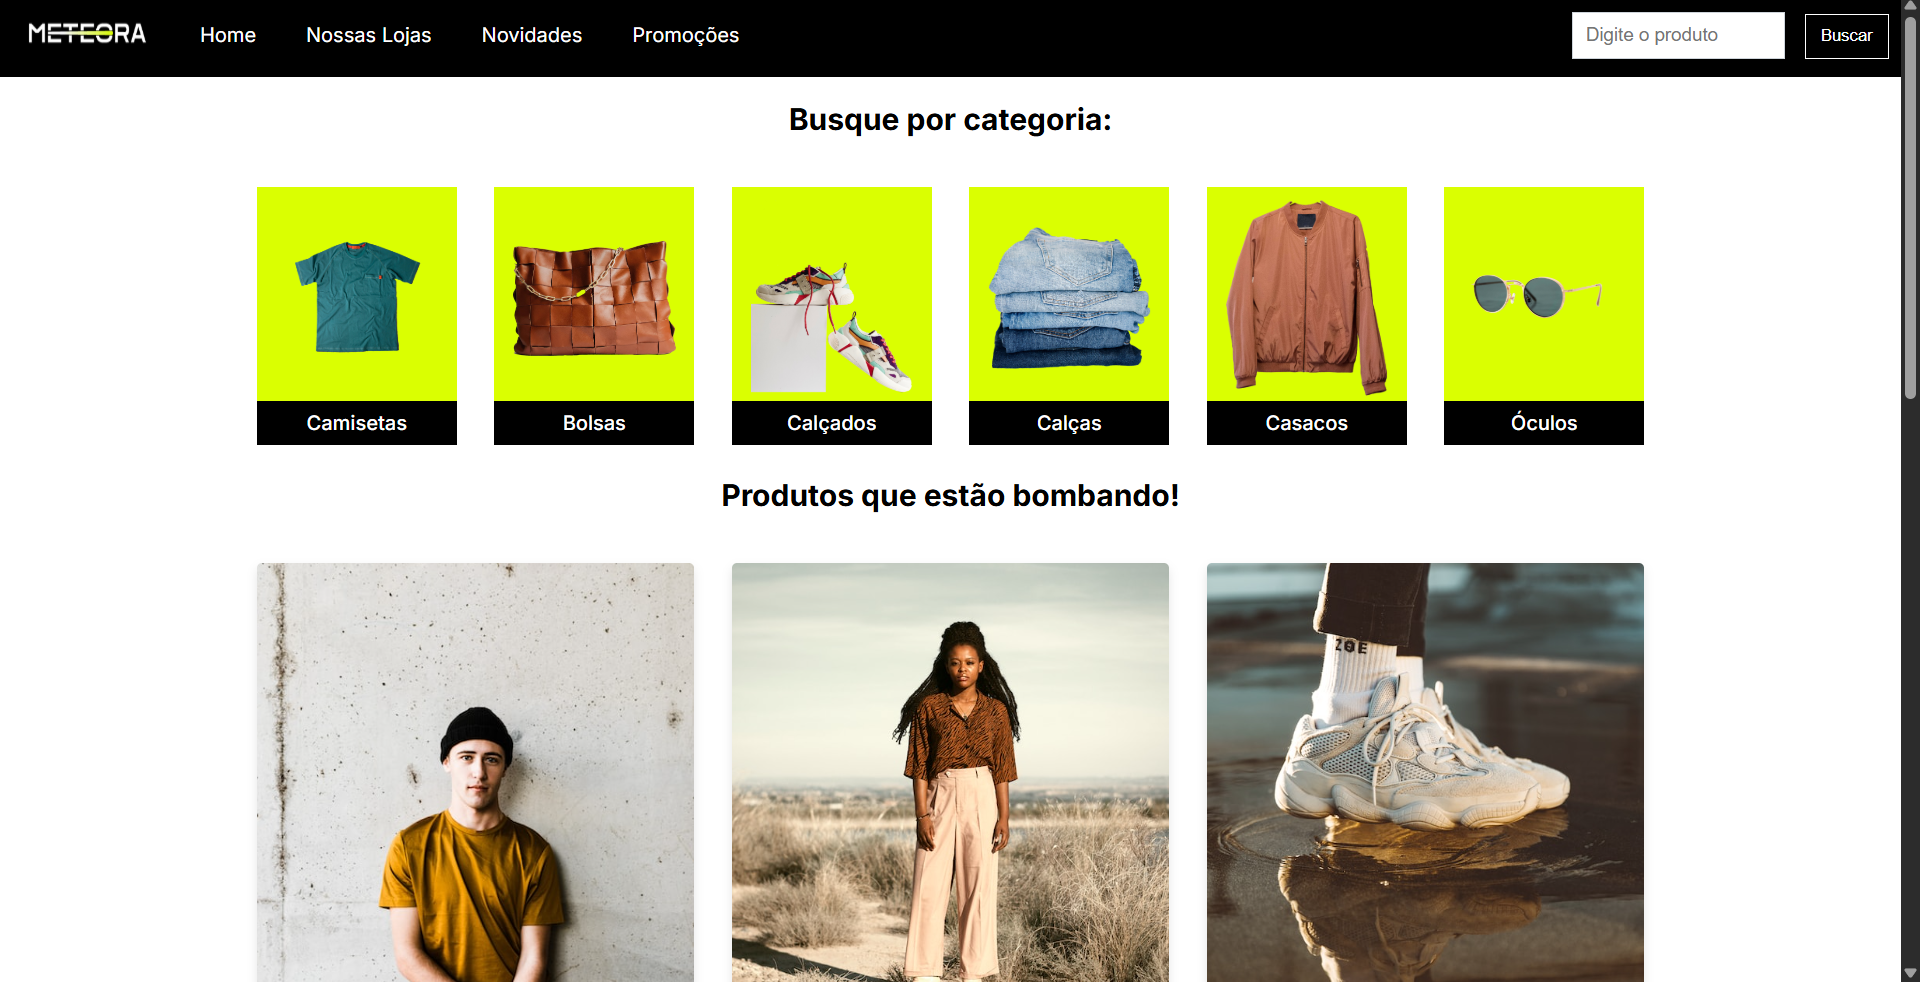 METEORA
Home
Nossas Lojas
Novidades
Promoções
Digite o produto
Buscar
Busque por categoria:
Camisetas
Bolsas
Calçados
Calças
Casacos
Óculos
Produtos que estão bombando!
ZOE